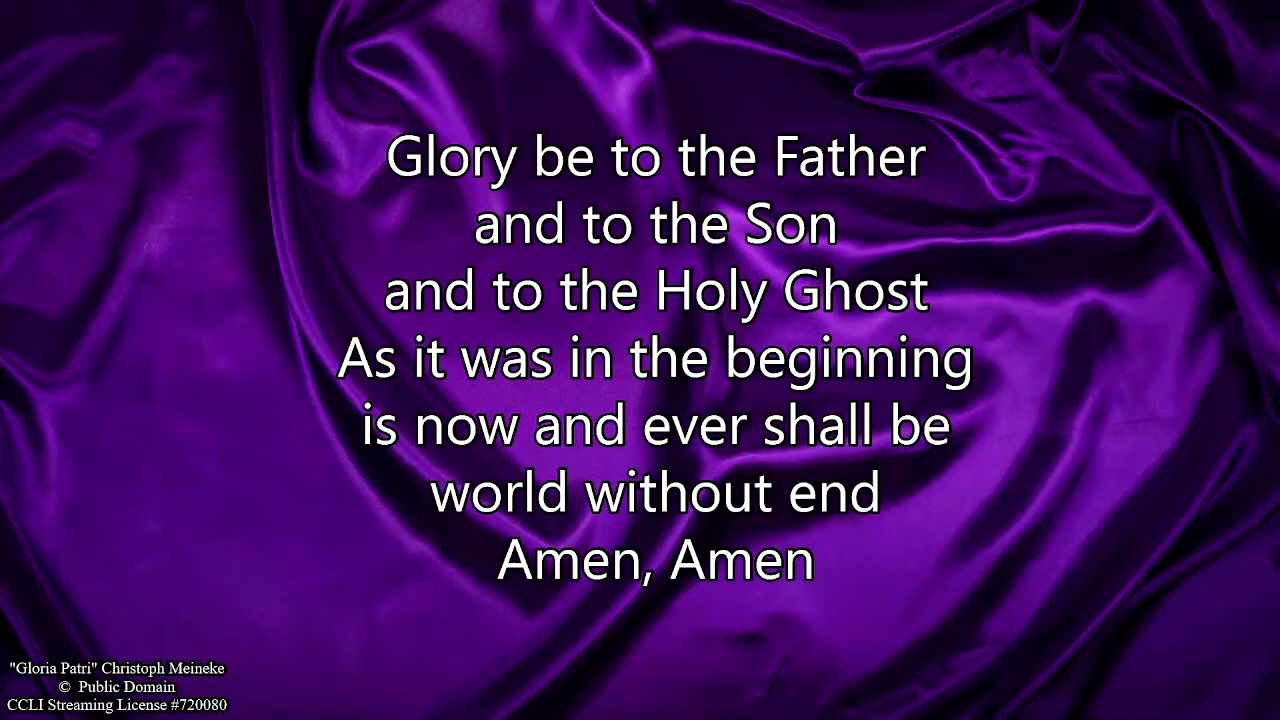 Glory be to the Father
and to the Son
and to the Holy Ghost
As it was in the beginning
is now and ever shall be
world without end
Amen, Amen
"Gloria Patri" Christoph Meineke
© Public Domain
CCLI Streaming License #720080